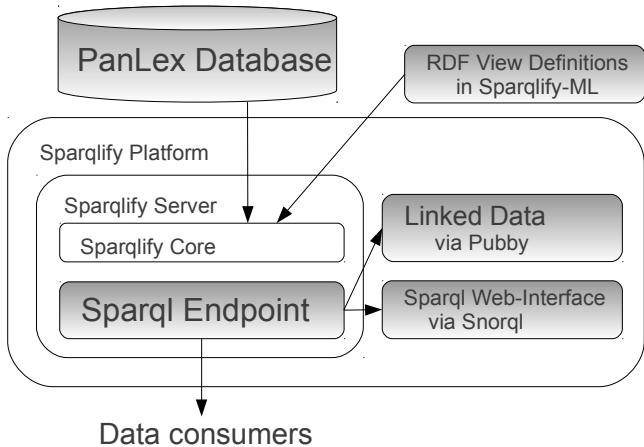 PanLex Database
RDF View Definitions
in Sparqlify-ML
Sparqlify Platform
Sparqlify Server
Sparqlify Core
Linked Data
via Pubby
Sparql Endpoint
Sparql Web-Interface
via Snorql
Data consumers